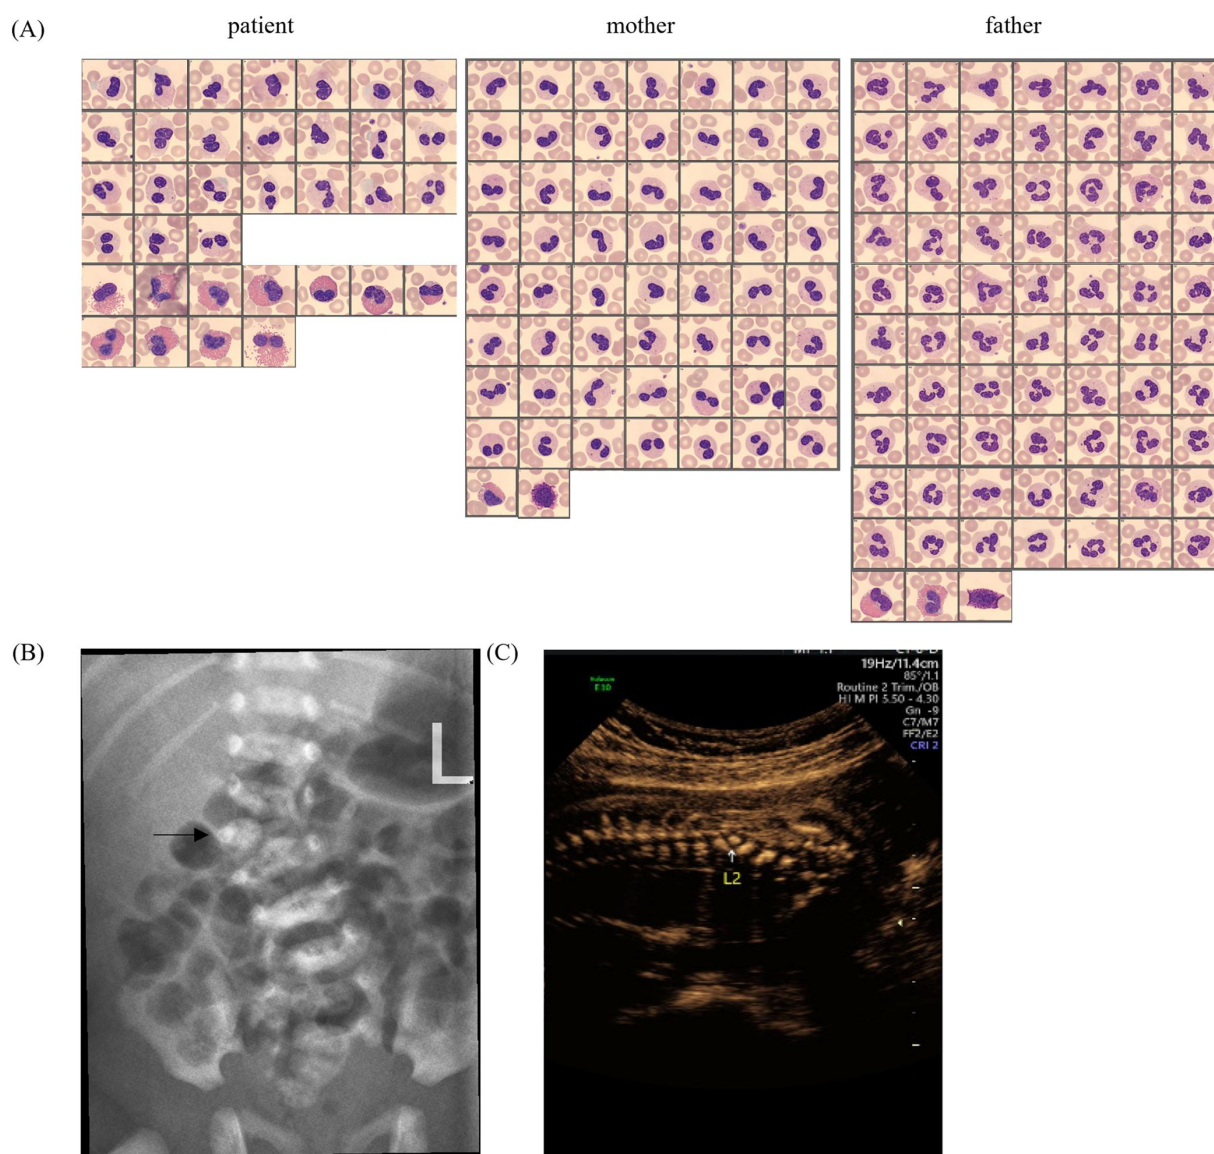 (A)
patient
mother
father
(B)
L
(C)
19Hz/11.4cm
85°/1.1
Routine 2 Trim./OB
HI M PI 5.50 - 4.30
Gn -9
C7/M7
FF2/E2
CRI 2
L2